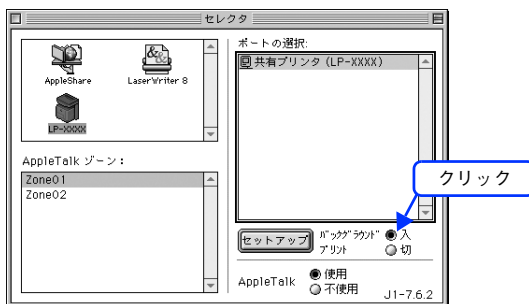 セレクタ
AppleShare
LaserWriter 8
LP-XXXX
AppleTalk ゾーン：
Zone01
Zone02
ポートの選択:
共有プリンタ (LP-XXXX)
クリック
セットアップ
バックグラウンド
プリント
入
切
AppleTalk
使用
不使用
J1-7.6.2